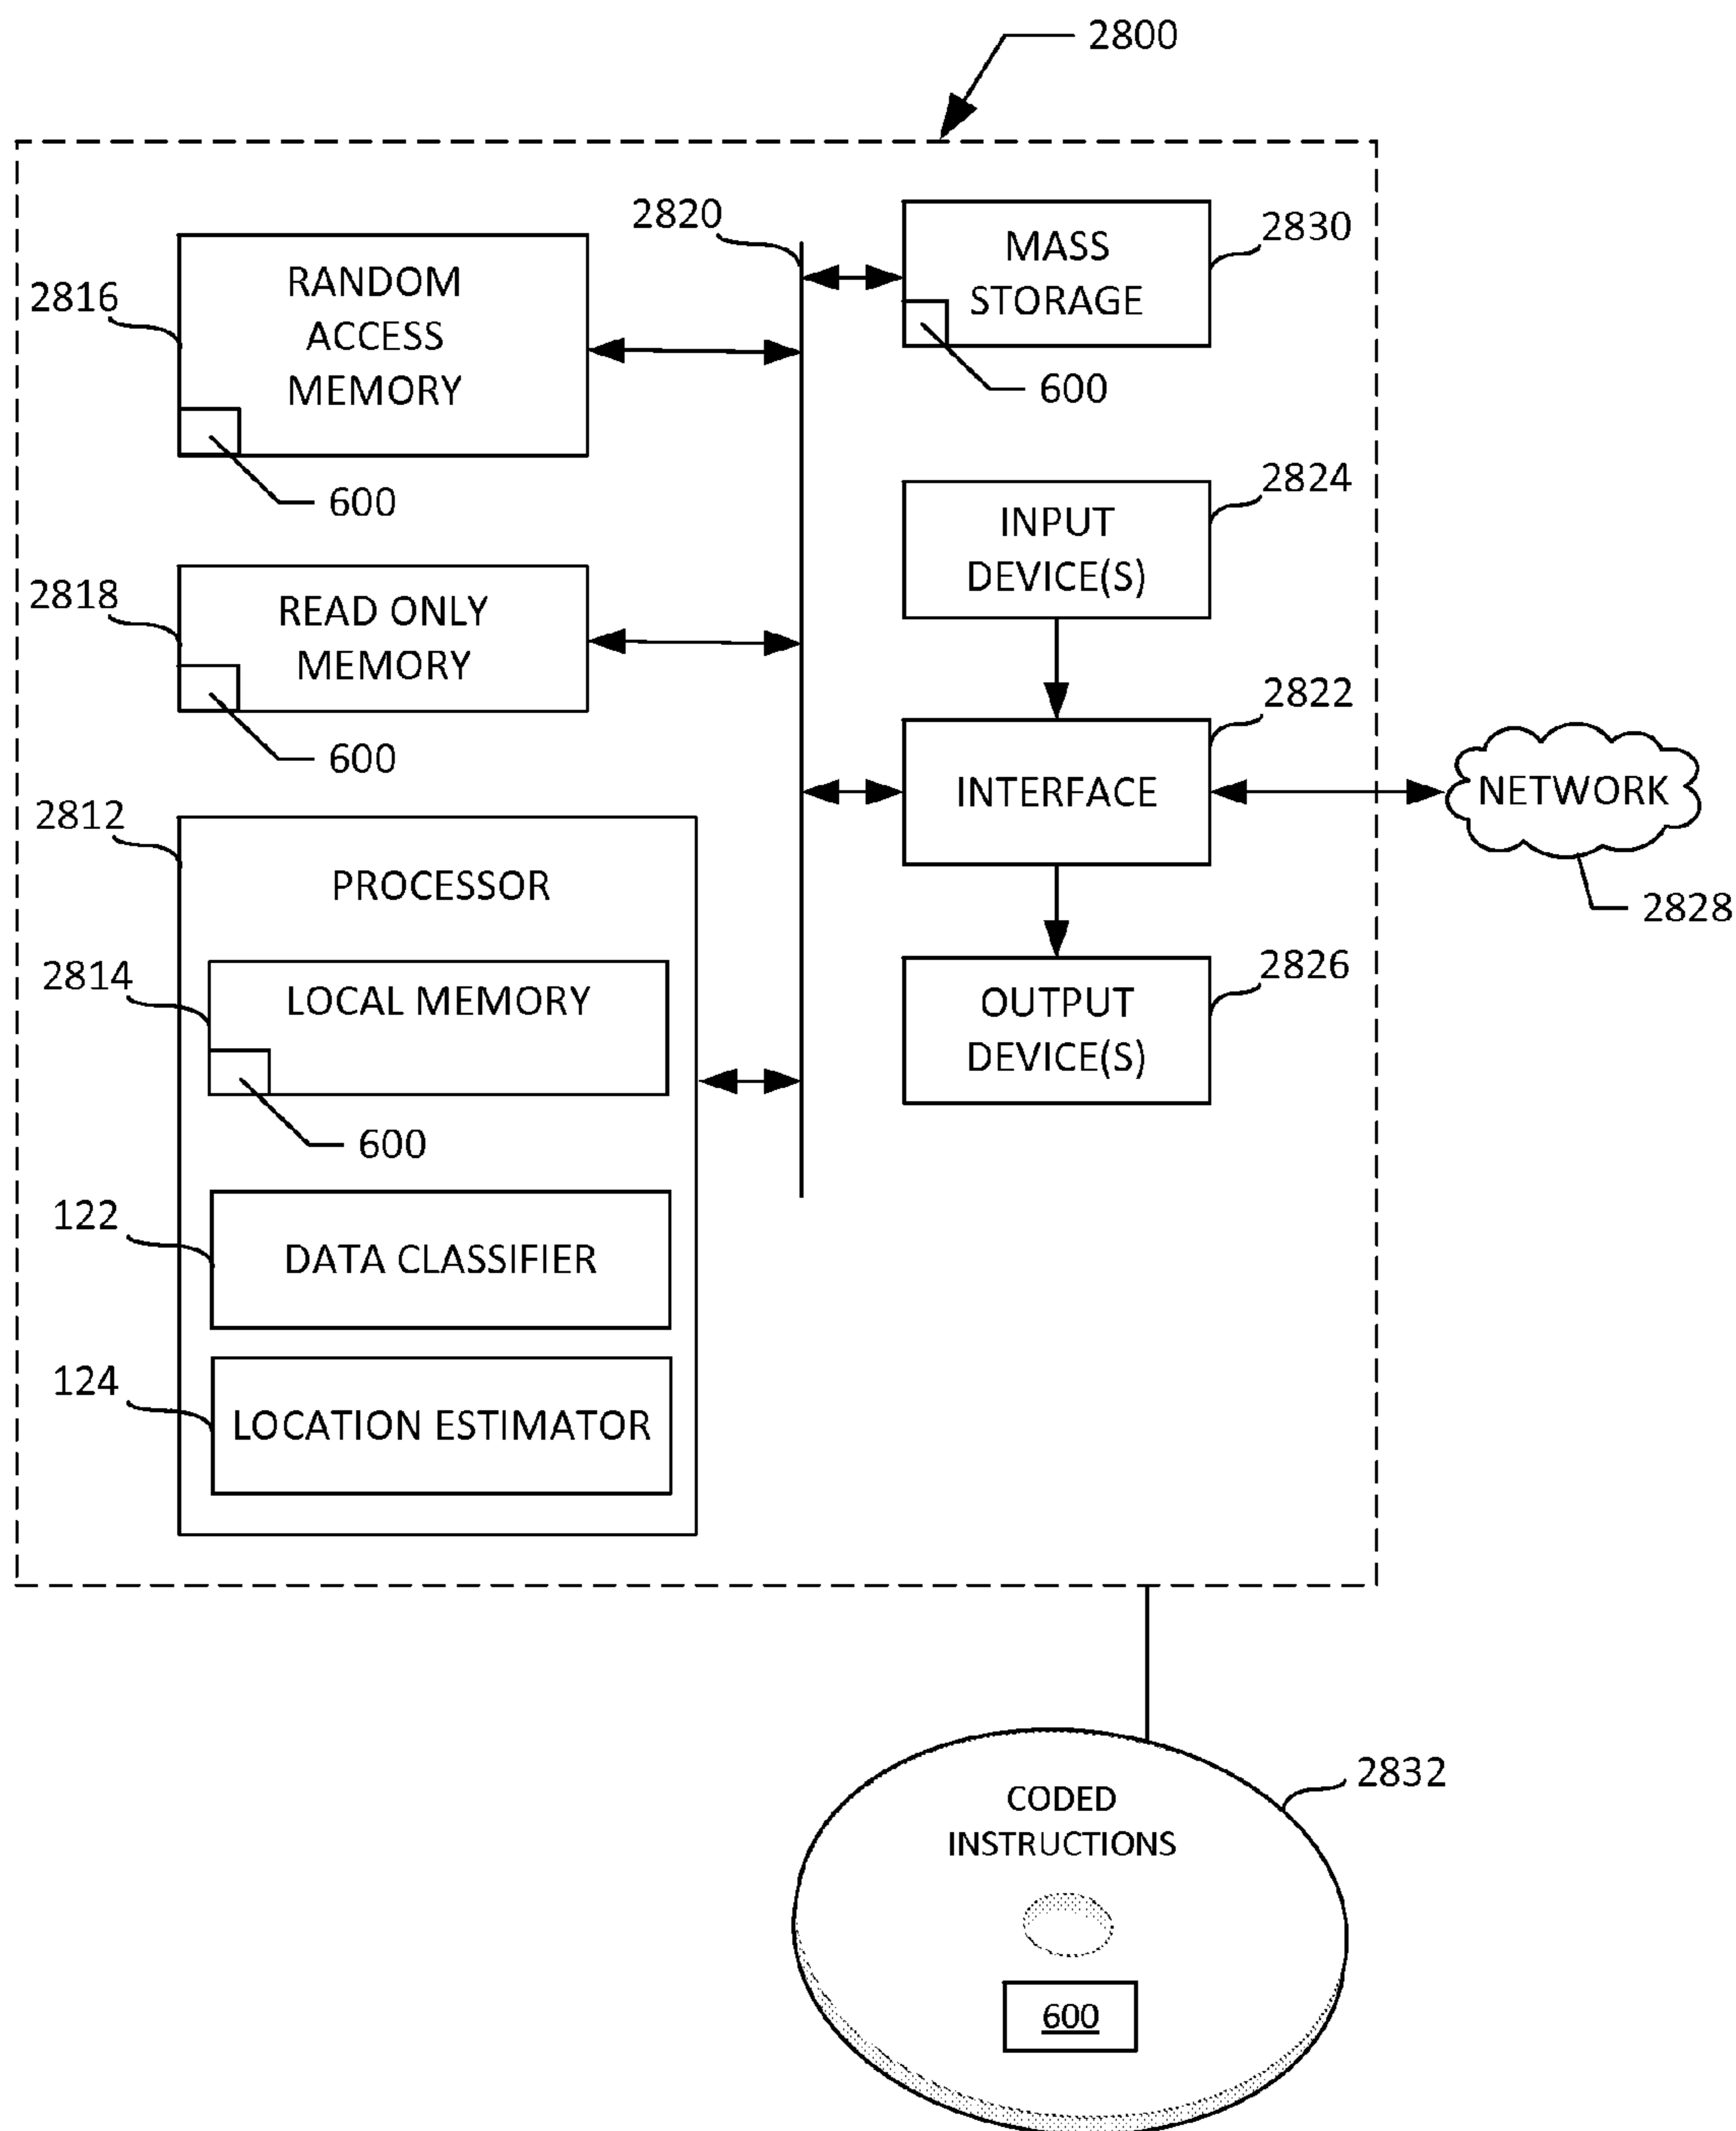 2800
2820
2830
MASS
STORAGE
600
2816
RANDOM
ACCESS
MEMORY
600
2824
INPUT
DEVICE(S)
2818
READ ONLY
MEMORY
600
2822
INTERFACE
NETWORK
2828
2812
PROCESSOR
2814
LOCAL MEMORY
600
2826
OUTPUT
DEVICE(S)
122
DATA CLASSIFIER
124
LOCATION ESTIMATOR
2832
CODED
INSTRUCTIONS
600